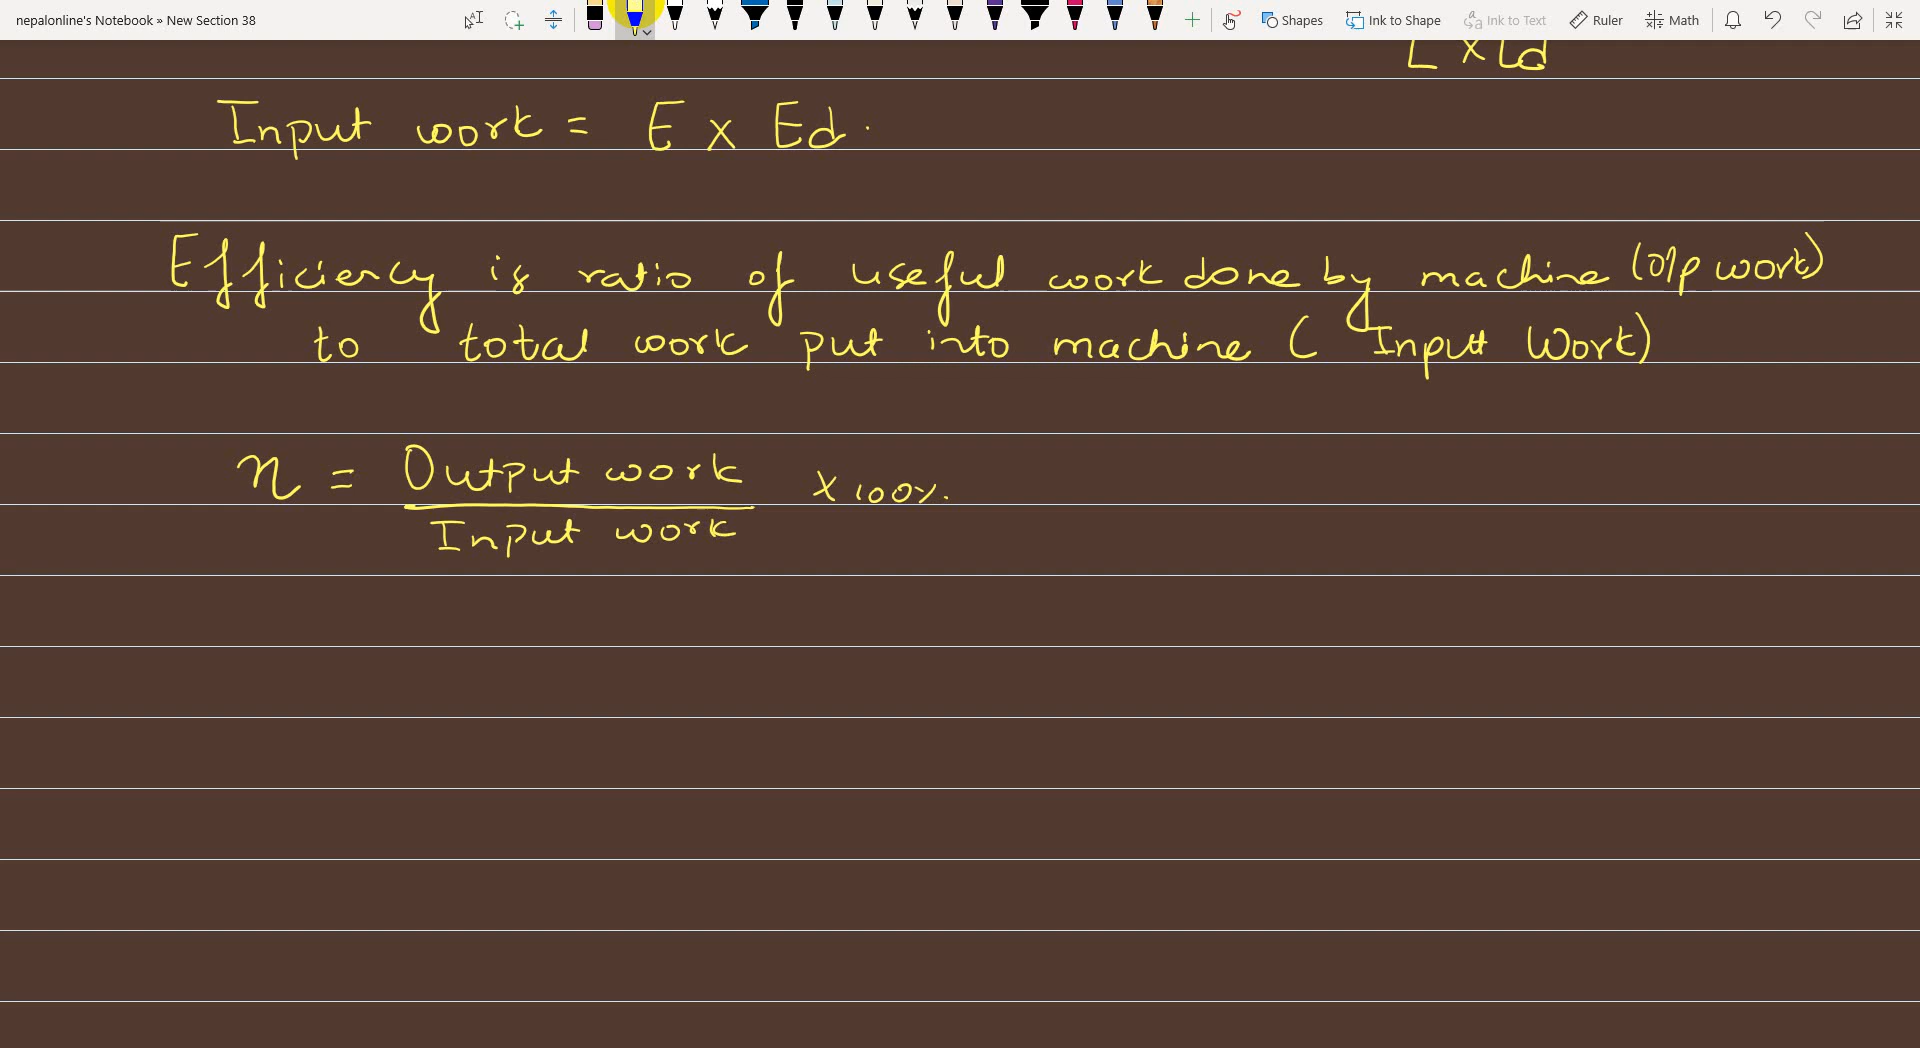 nepalonline's Notebook » New Section 38
Shapes
Ink to Shape
Ink to Text
Ruler
Math
L x Ld
Input work = E x Ed.
Efficiency is ratio of useful work done by machine (o/p work)
to total work put into machine ( Input Work)
η = Output work x 100%.
Input work